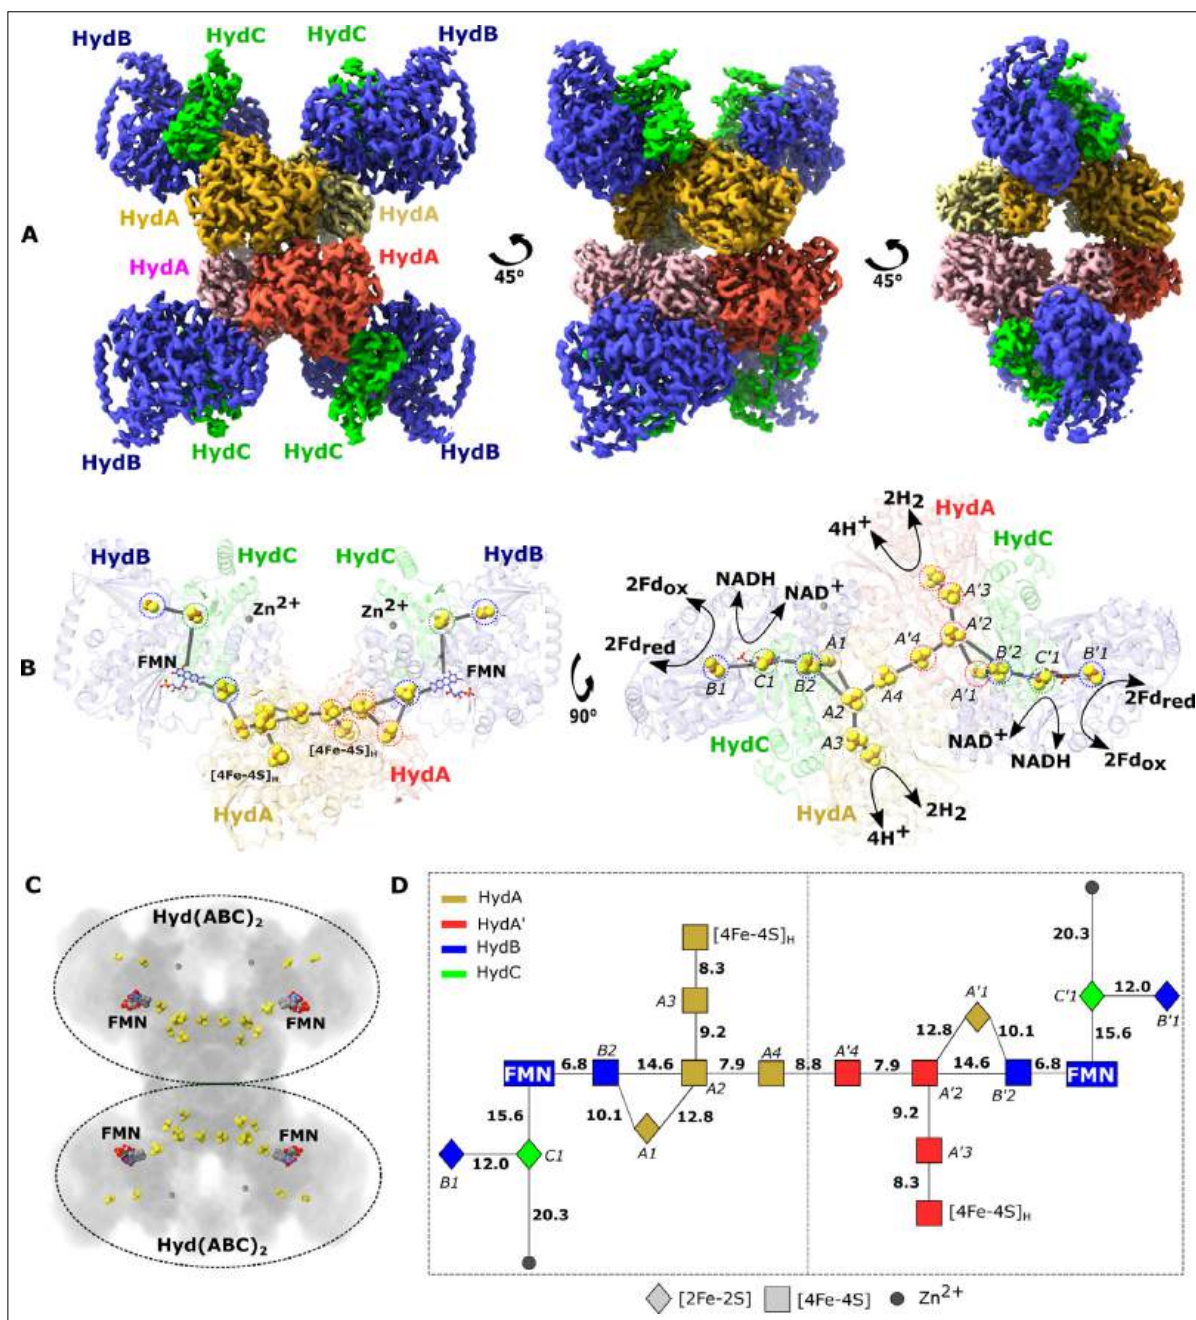 HydB HydC HydC HydB
HydA HydA
A
HydA HydA
45° 45°
HydB HydC HydC HydB
2H2
HydA
4H+
HydC
HydB HydC HydC HydB
2Fdox NADH NAD+
Zn2+ Zn2+
A'3
A'2
2Fdred A1 A'4 B'2 C'1 B'1
B FMN FMN
B1 C1 B2 A2 A4 A'1
90°
2Fdred
[4Fe-4S]H [4Fe-4S]H
HydC A3 NAD+ NADH 2Fdox
HydA HydA
HydA 4H+ 2H2
C D
Hyd(ABC)2
FMN FMN
FMN FMN
Hyd(ABC)2
HydA
HydA'
HydB
HydC
[4Fe-4S]H
8.3
A3
9.2
20.3
A'1 C'1 12.0 B'1
12.8 10.1 15.6
B2 A4 A'4
FMN 6.8 14.6 7.9 8.8 7.9 14.6 6.8 FMN
A2 A'2 B'2
15.6 10.1 12.8 9.2
B1 12.0 C1 A1 A'3
8.3
20.3 [4Fe-4S]H
[2Fe-2S] [4Fe-4S] Zn2+